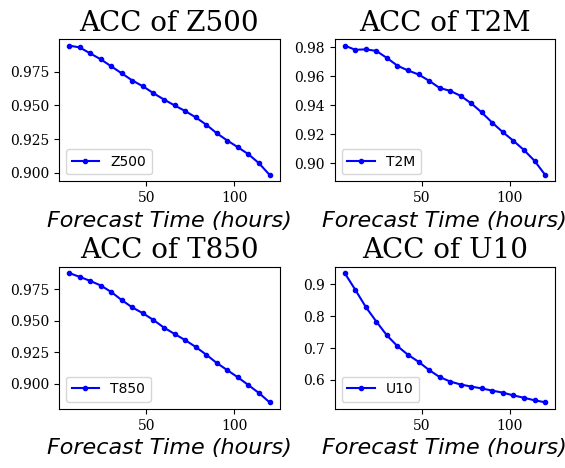 ACC of Z500
0.975
0.950
0.925
0.900
Z500
50
100
Forecast Time (hours)
ACC of T2M
0.98
0.96
0.94
0.92
0.90
T2M
50
100
Forecast Time (hours)
ACC of T850
0.975
0.950
0.925
0.900
T850
50
100
Forecast Time (hours)
ACC of U10
0.9
0.8
0.7
0.6
U10
50
100
Forecast Time (hours)